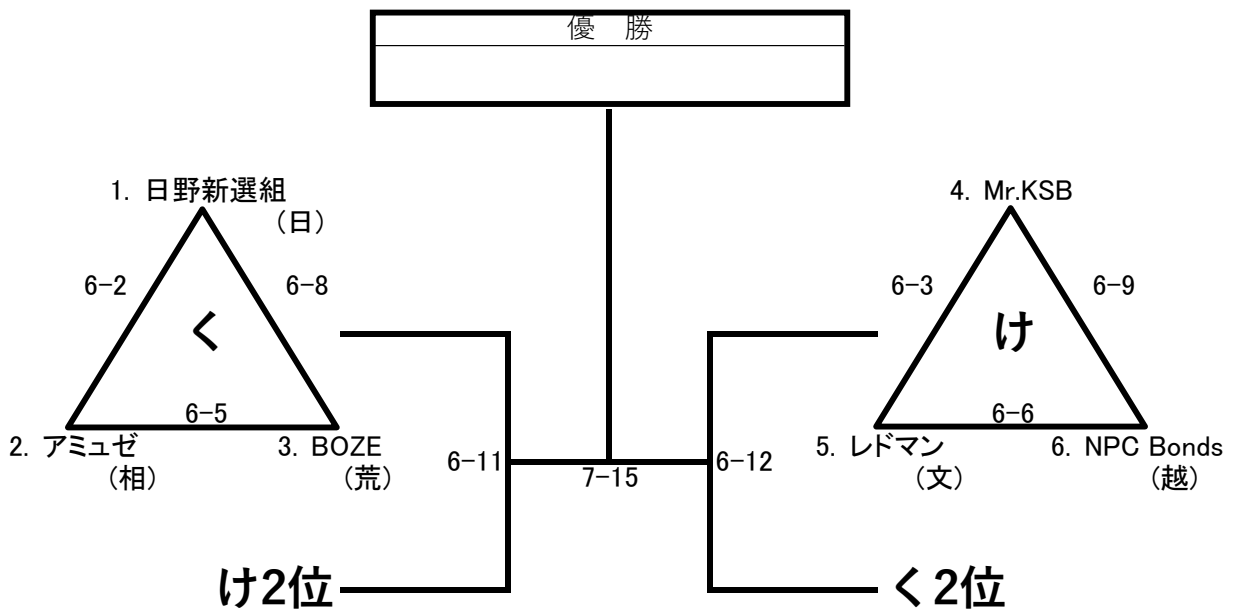 優　勝
1. 日野新選組
（日）
6-2
6-8
く
6-5
2. アミュゼ
（相）
3. BOZE
（荒）
4. Mr.KSB
6-3
6-9
け
6-6
5. レドマン
（文）
6. NPC Bonds
（越）
6-11
7-15
6-12
け2位
く2位